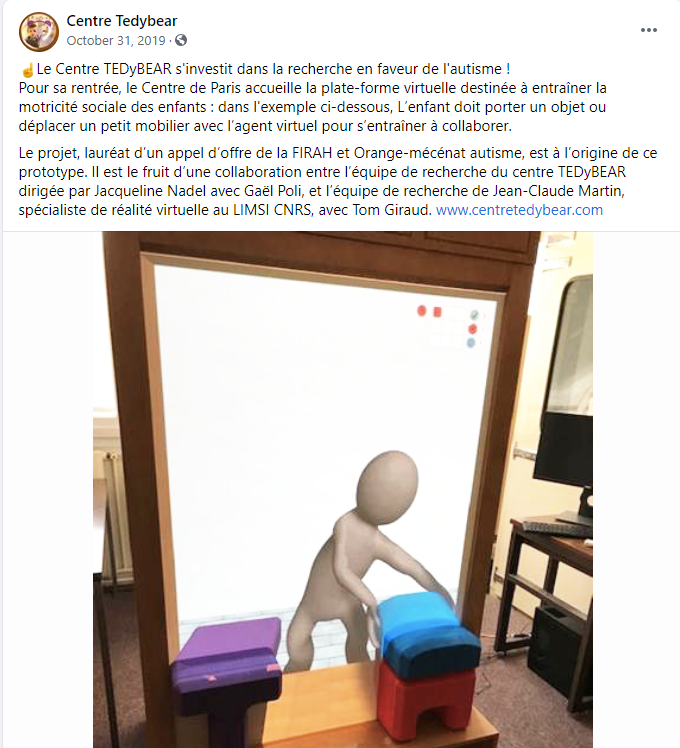 Centre Tedybear
October 31, 2019 ·
☝Le Centre TEDyBEAR s'investit dans la recherche en faveur de l'autisme !
Pour sa rentrée, le Centre de Paris accueille la plate-forme virtuelle destinée à entraîner la
motricité sociale des enfants : dans l'exemple ci-dessous, L’enfant doit porter un objet ou
déplacer un petit mobilier avec l’agent virtuel pour s’entraîner à collaborer.
Le projet, lauréat d’un appel d’offre de la FIRAH et Orange-mécénat autisme, est à l’origine de ce
prototype. Il est le fruit d’une collaboration entre l’équipe de recherche du centre TEDyBEAR
dirigée par Jacqueline Nadel avec Gaël Poli, et l’équipe de recherche de Jean-Claude Martin,
spécialiste de réalité virtuelle au LIMSI CNRS, avec Tom Giraud. www.centretedybear.com